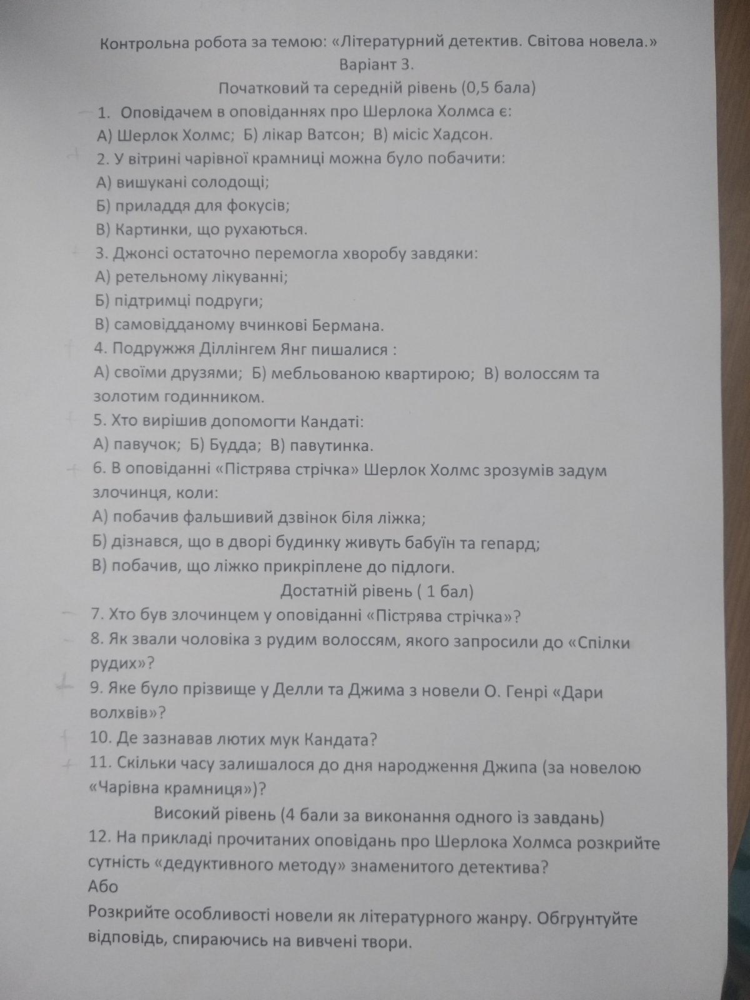 Контрольна робота за темою: «Літературний детектив. Світова новела.»
Варіант 3.
Початковий та середній рівень (0,5 бала)
1. Оповідачем в оповіданнях про Шерлока Холмса є:
А) Шерлок Холмс; Б) лікар Ватсон; В) місіс Хадсон.
2. У вітрині чарівної крамниці можна було побачити:
А) вишукані солодощі;
Б) приладдя для фокусів;
В) Картинки, що рухаються.
3. Джонсі остаточно перемогла хворобу завдяки:
А) ретельному лікуванні;
Б) підтримці подруги;
В) самовідданому вчинкові Бермана.
4. Подружжя Діллінгем Янг пишалися :
А) своїми друзями; Б) мебльованою квартирою; В) волоссям та
золотим годинником.
5. Хто вирішив допомогти Кандаті:
А) павучок; Б) Будда; В) павутинка.
6. В оповіданні «Пістрява стрічка» Шерлок Холмс зрозумів задум
злочинця, коли:
А) побачив фальшивий дзвінок біля ліжка;
Б) дізнався, що в дворі будинку живуть бабуїн та гепард;
В) побачив, що ліжко прикріплене до підлоги.
Достатній рівень ( 1 бал)
7. Хто був злочинцем у оповіданні «Пістрява стрічка»?
8. Як звали чоловіка з рудим волоссям, якого запросили до «Спілки
рудих»?
9. Яке було прізвище у Делли та Джима з новели О. Генрі «Дари
волхвів»?
10. Де зазнавав лютих мук Кандата?
11. Скільки часу залишалося до дня народження Джипа (за новелою
«Чарівна крамниця»)?
Високий рівень (4 бали за виконання одного із завдань)
12. На прикладі прочитаних оповідань про Шерлока Холмса розкрийте
сутність «дедуктивного методу» знаменитого детектива?
Або
Розкрийте особливості новели як літературного жанру. Обгрунтуйте
відповідь, спираючись на вивчені твори.